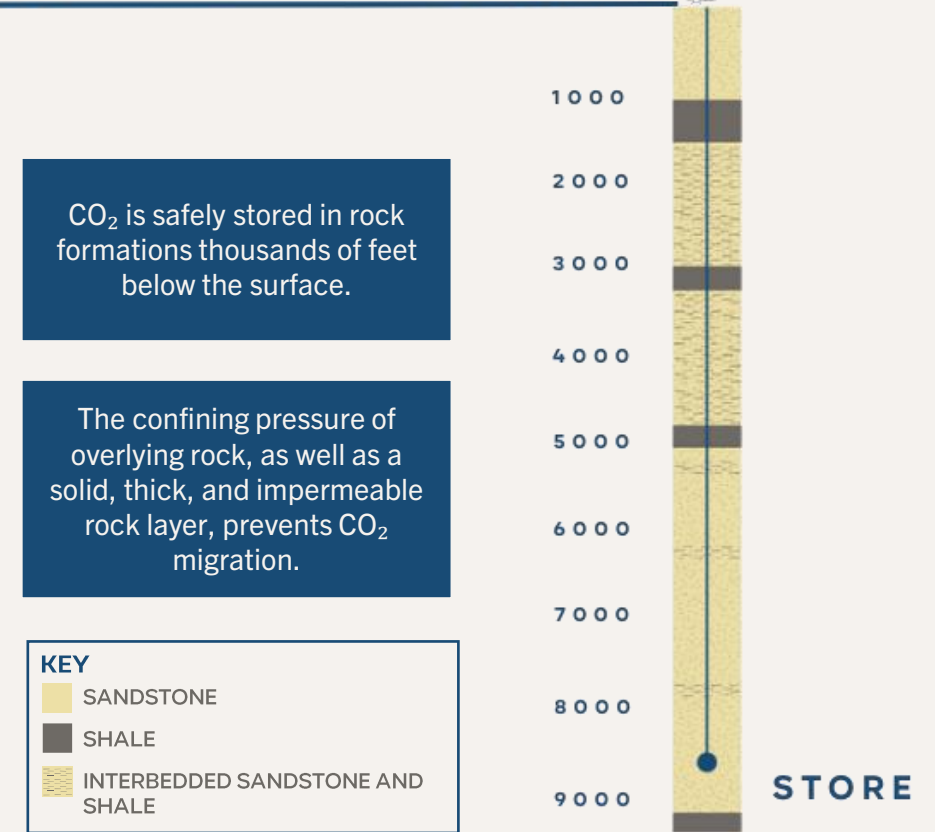 CO₂ is safely stored in rock
formations thousands of feet
below the surface.
The confining pressure of
overlying rock, as well as a
solid, thick, and impermeable
rock layer, prevents CO₂
migration.
KEY
SANDSTONE
SHALE
INTERBEDDED SANDSTONE AND
SHALE
1000
2000
3000
4000
5000
6000
7000
8000
9000
STORE